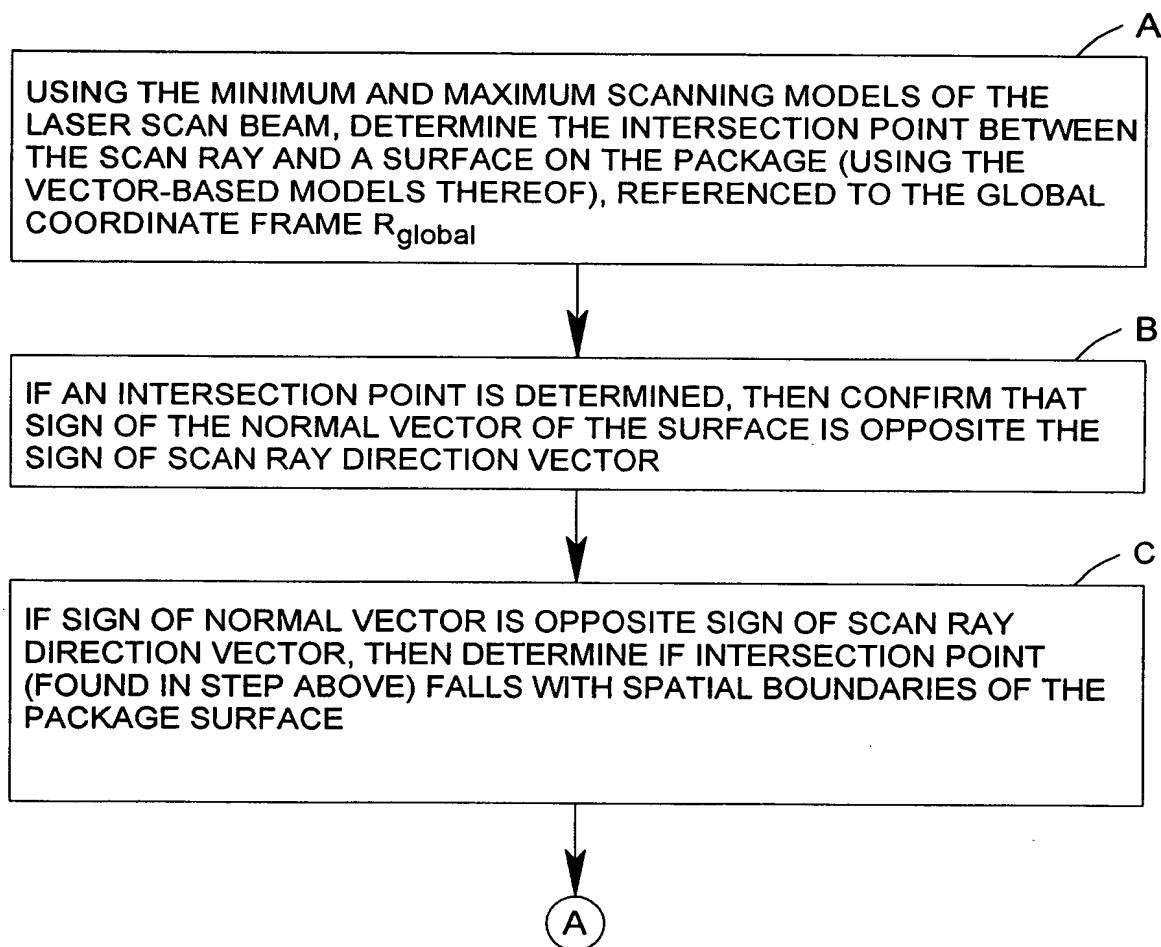 A
USING THE MINIMUM AND MAXIMUM SCANNING MODELS OF THE
LASER SCAN BEAM, DETERMINE THE INTERSECTION POINT BETWEEN
THE SCAN RAY AND A SURFACE ON THE PACKAGE (USING THE
VECTOR-BASED MODELS THEREOF), REFERENCED TO THE GLOBAL
COORDINATE FRAME Rglobal
B
IF AN INTERSECTION POINT IS DETERMINED, THEN CONFIRM THAT
SIGN OF THE NORMAL VECTOR OF THE SURFACE IS OPPOSITE THE
SIGN OF SCAN RAY DIRECTION VECTOR
C
IF SIGN OF NORMAL VECTOR IS OPPOSITE SIGN OF SCAN RAY
DIRECTION VECTOR, THEN DETERMINE IF INTERSECTION POINT
(FOUND IN STEP ABOVE) FALLS WITH SPATIAL BOUNDARIES OF THE
PACKAGE SURFACE
A